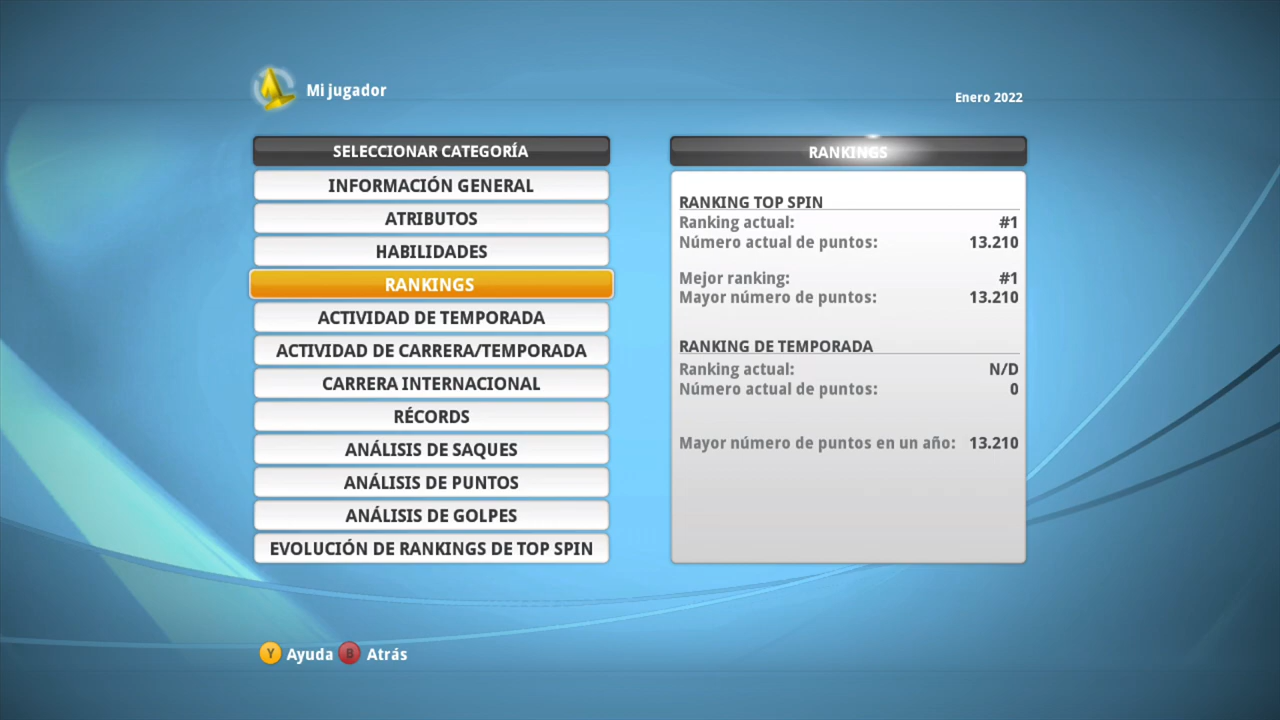 Mi jugador
Enero 2022
SELECCIONAR CATEGORÍA
INFORMACIÓN GENERAL
ATRIBUTOS
HABILIDADES
RANKINGS
ACTIVIDAD DE TEMPORADA
ACTIVIDAD DE CARRERA/TEMPORADA
CARRERA INTERNACIONAL
RÉCORDS
ANÁLISIS DE SAQUES
ANÁLISIS DE PUNTOS
ANÁLISIS DE GOLPES
EVOLUCIÓN DE RANKINGS DE TOP SPIN
RANKINGS
RANKING TOP SPIN
Ranking actual: #1
Número actual de puntos: 13.210
Mejor ranking: #1
Mayor número de puntos: 13.210
RANKING DE TEMPORADA
Ranking actual: N/D
Número actual de puntos: 0
Mayor número de puntos en un año: 13.210
Y Ayuda B Atrás